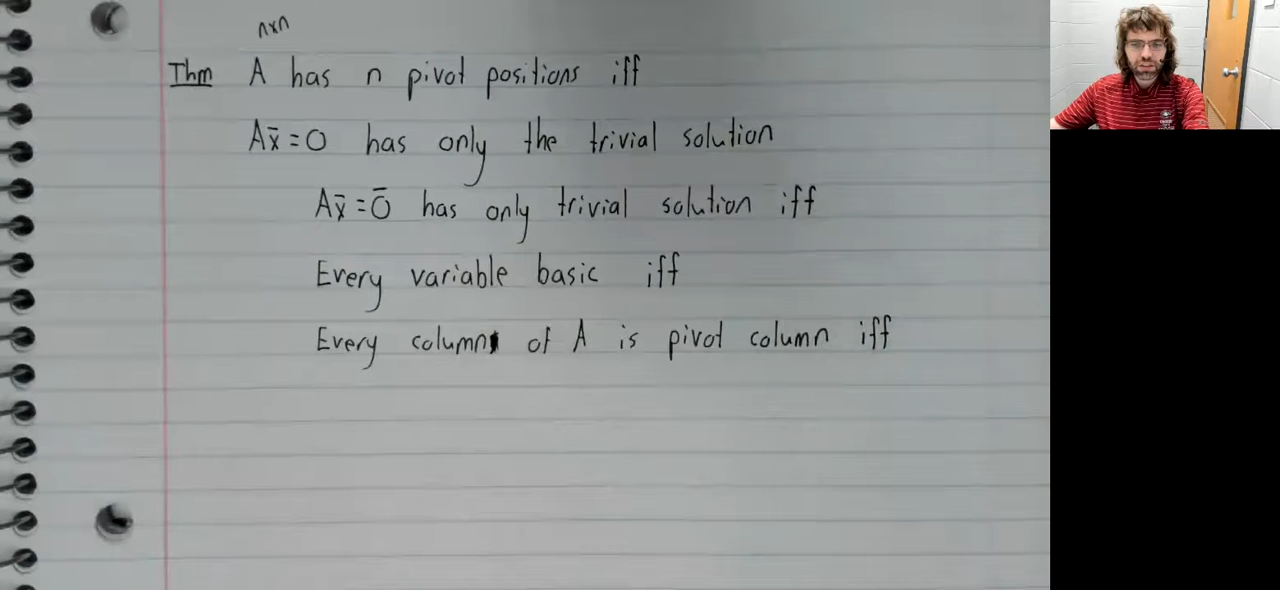 n×n
Thm A has n pivot positions iff
Ax̄ = 0 has only the trivial solution
Ax̄ = 0̄ has only trivial solution iff
Every variable basic iff
Every column of A is pivot column iff